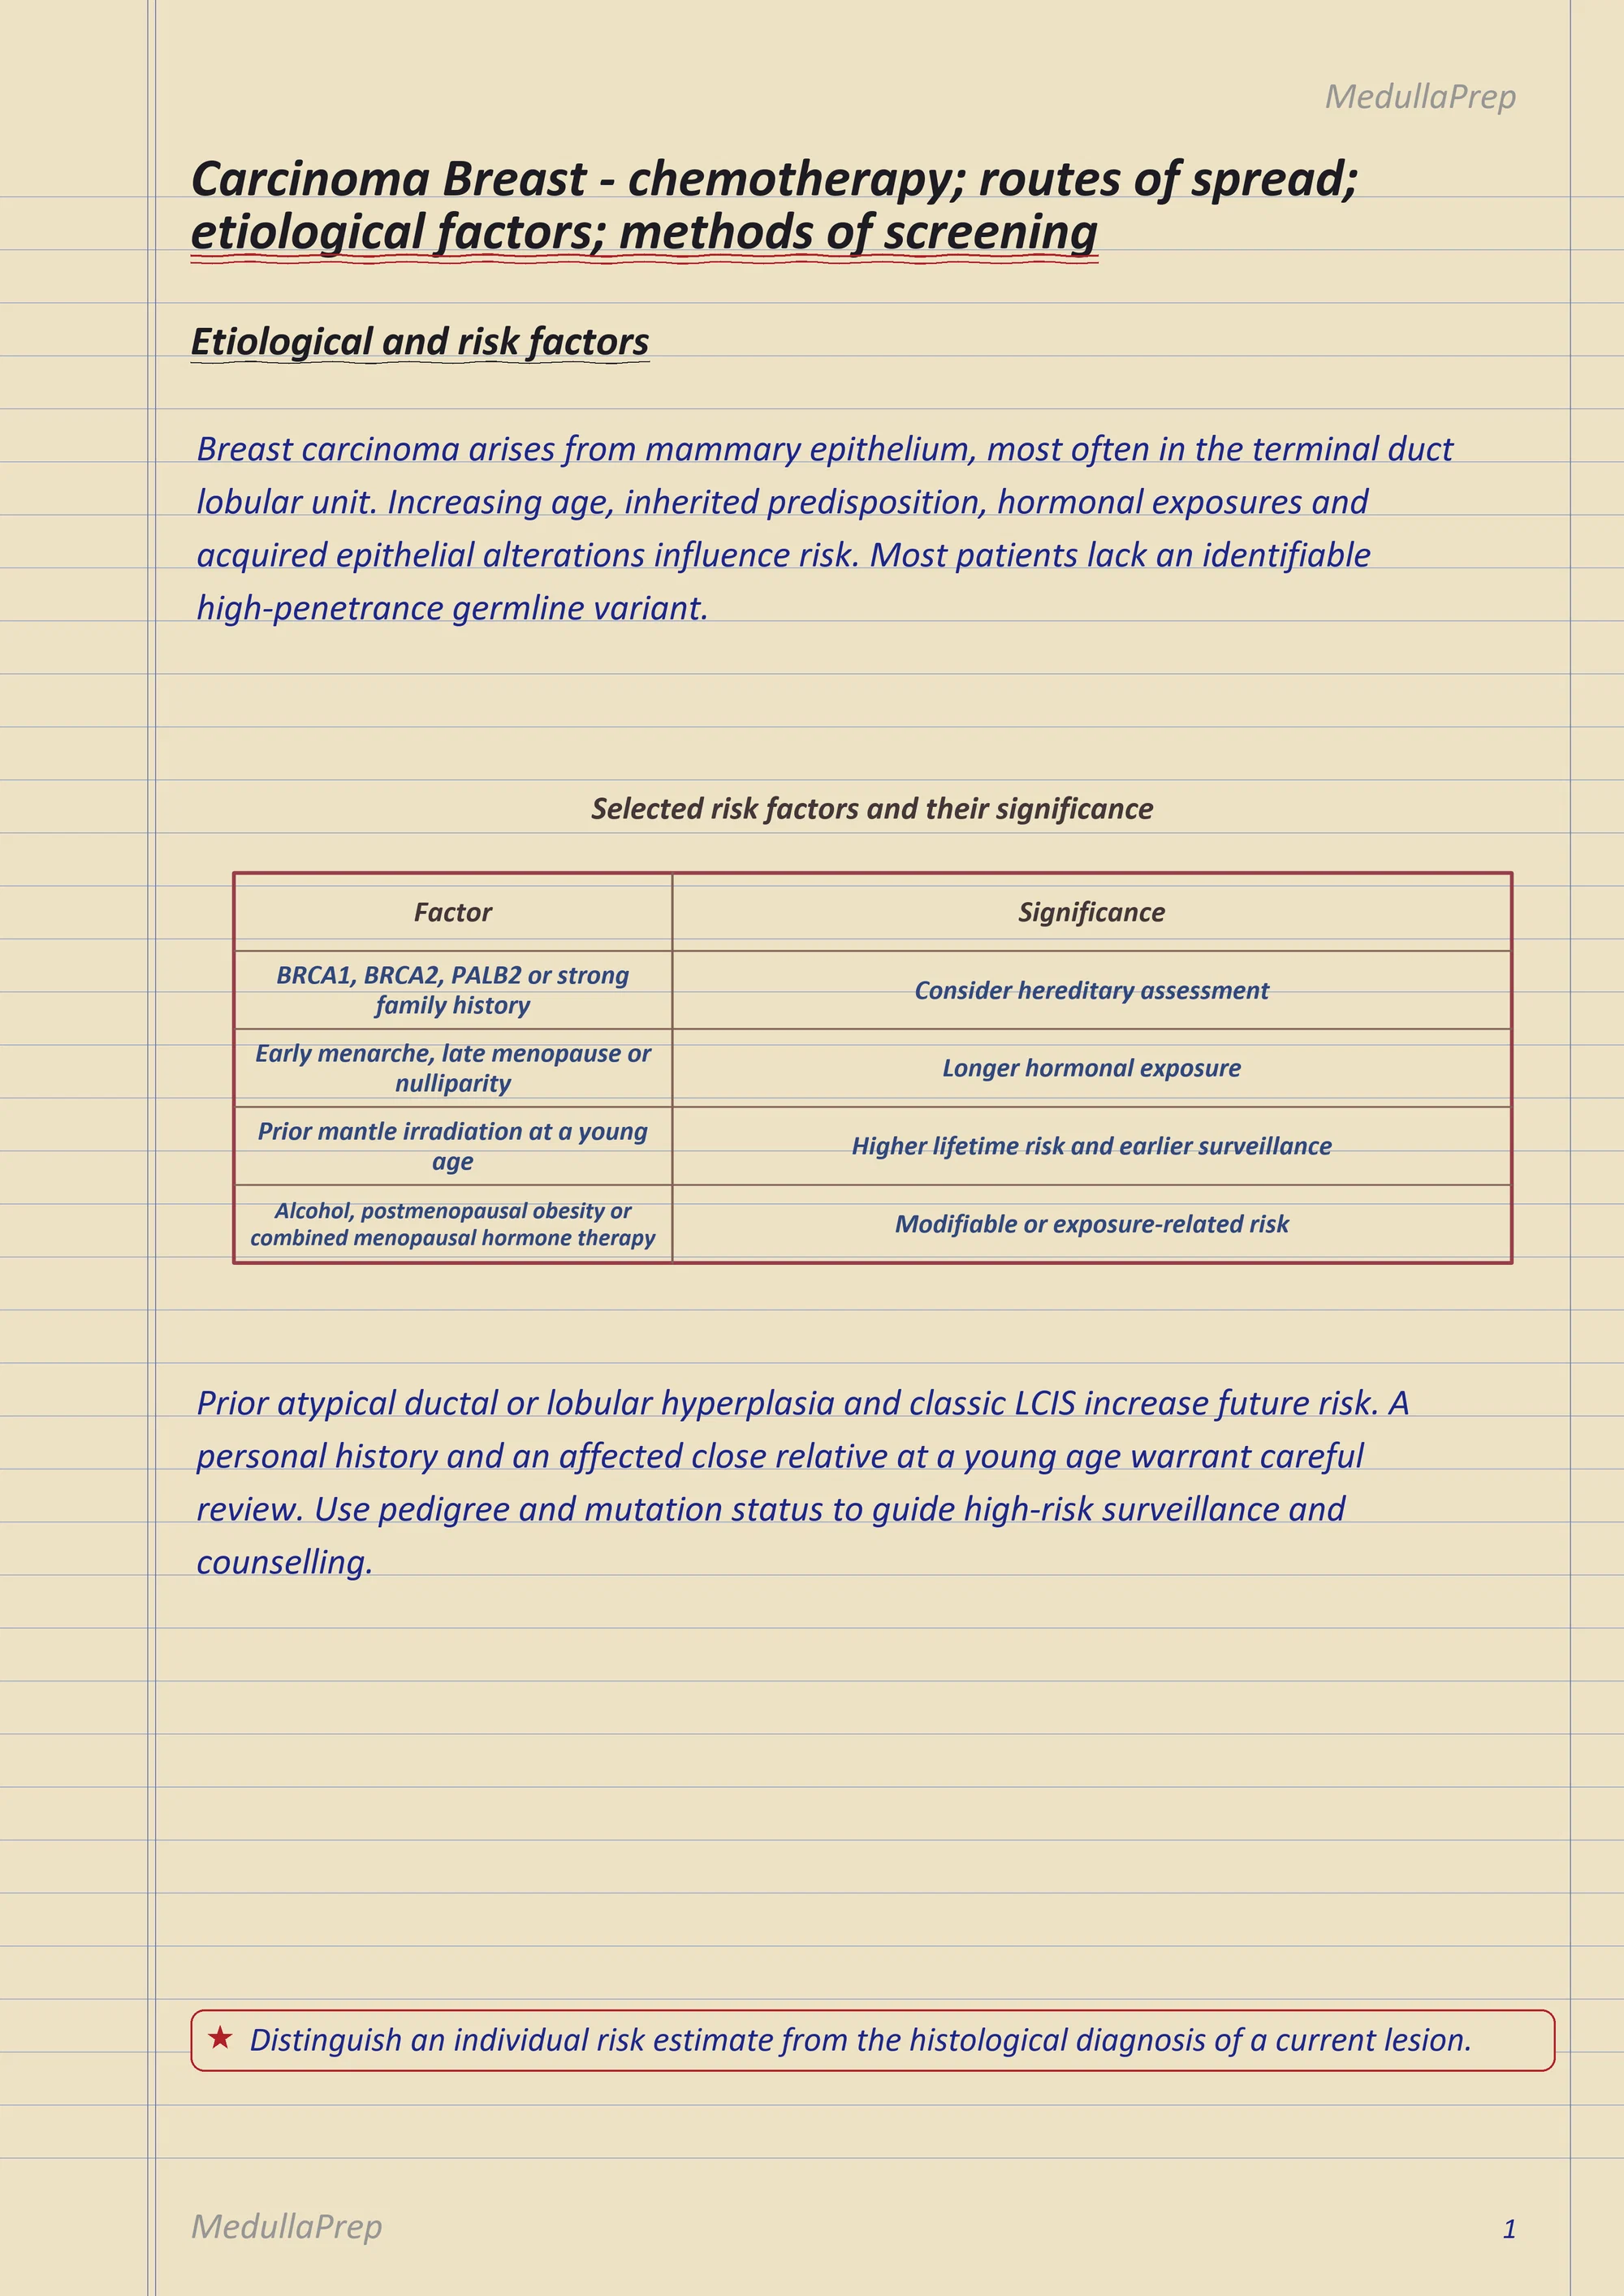 MedullaPrep
Carcinoma Breast - chemotherapy; routes of spread;
etiological factors; methods of screening
Etiological and risk factors
Breast carcinoma arises from mammary epithelium, most often in the terminal duct
lobular unit. Increasing age, inherited predisposition, hormonal exposures and
acquired epithelial alterations influence risk. Most patients lack an identifiable
high-penetrance germline variant.
Selected risk factors and their significance
Factor
Significance
BRCA1, BRCA2, PALB2 or strong
family history
Consider hereditary assessment
Early menarche, late menopause or
nulliparity
Longer hormonal exposure
Prior mantle irradiation at a young
age
Higher lifetime risk and earlier surveillance
Alcohol, postmenopausal obesity or
combined menopausal hormone therapy
Modifiable or exposure-related risk
Prior atypical ductal or lobular hyperplasia and classic LCIS increase future risk. A
personal history and an affected close relative at a young age warrant careful
review. Use pedigree and mutation status to guide high-risk surveillance and
counselling.
★ Distinguish an individual risk estimate from the histological diagnosis of a current lesion.
MedullaPrep
1